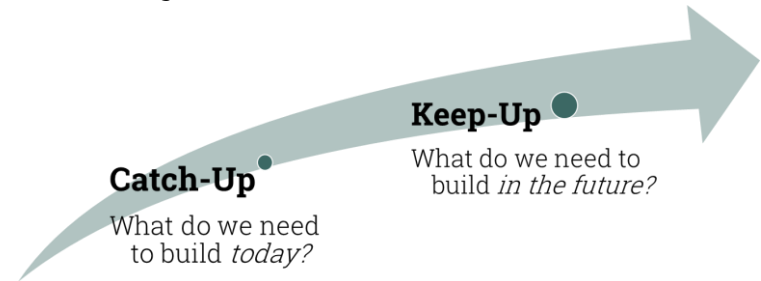 Catch-Up
What do we need
to build today?
Keep-Up
What do we need to
build in the future?